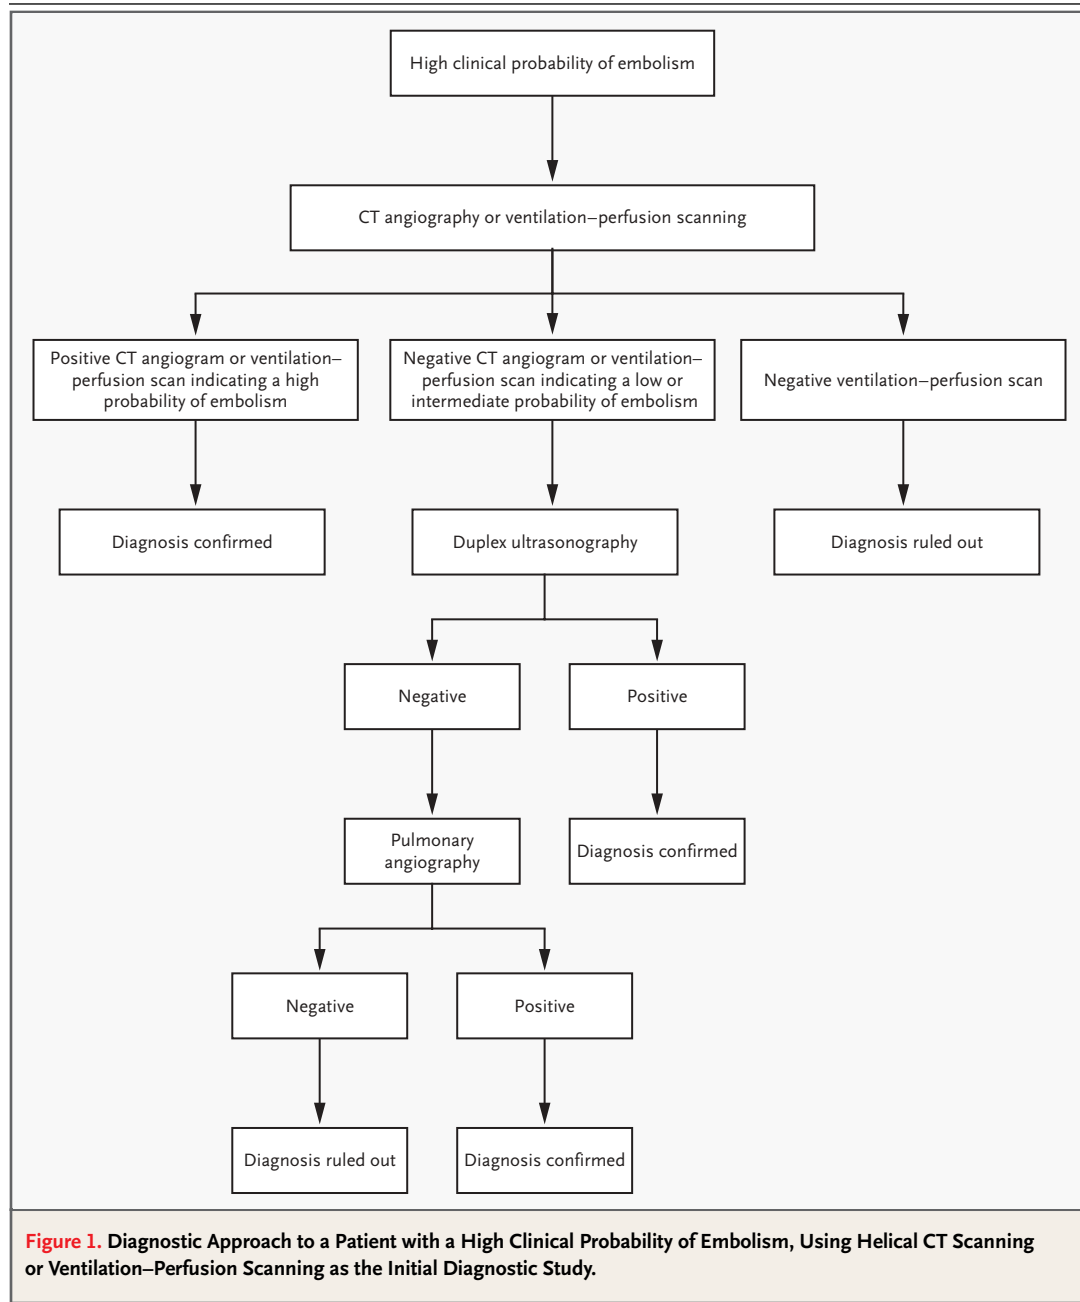 High clinical probability of embolism
CT angiography or ventilation–perfusion scanning
Positive CT angiogram or ventilation–
perfusion scan indicating a high
probability of embolism
Negative CT angiogram or ventilation–
perfusion scan indicating a low or
intermediate probability of embolism
Negative ventilation–perfusion scan
Diagnosis confirmed
Duplex ultrasonography
Diagnosis ruled out
Negative
Positive
Pulmonary
angiography
Diagnosis confirmed
Negative
Positive
Diagnosis ruled out
Diagnosis confirmed
Figure 1. Diagnostic Approach to a Patient with a High Clinical Probability of Embolism, Using Helical CT Scanning
or Ventilation–Perfusion Scanning as the Initial Diagnostic Study.